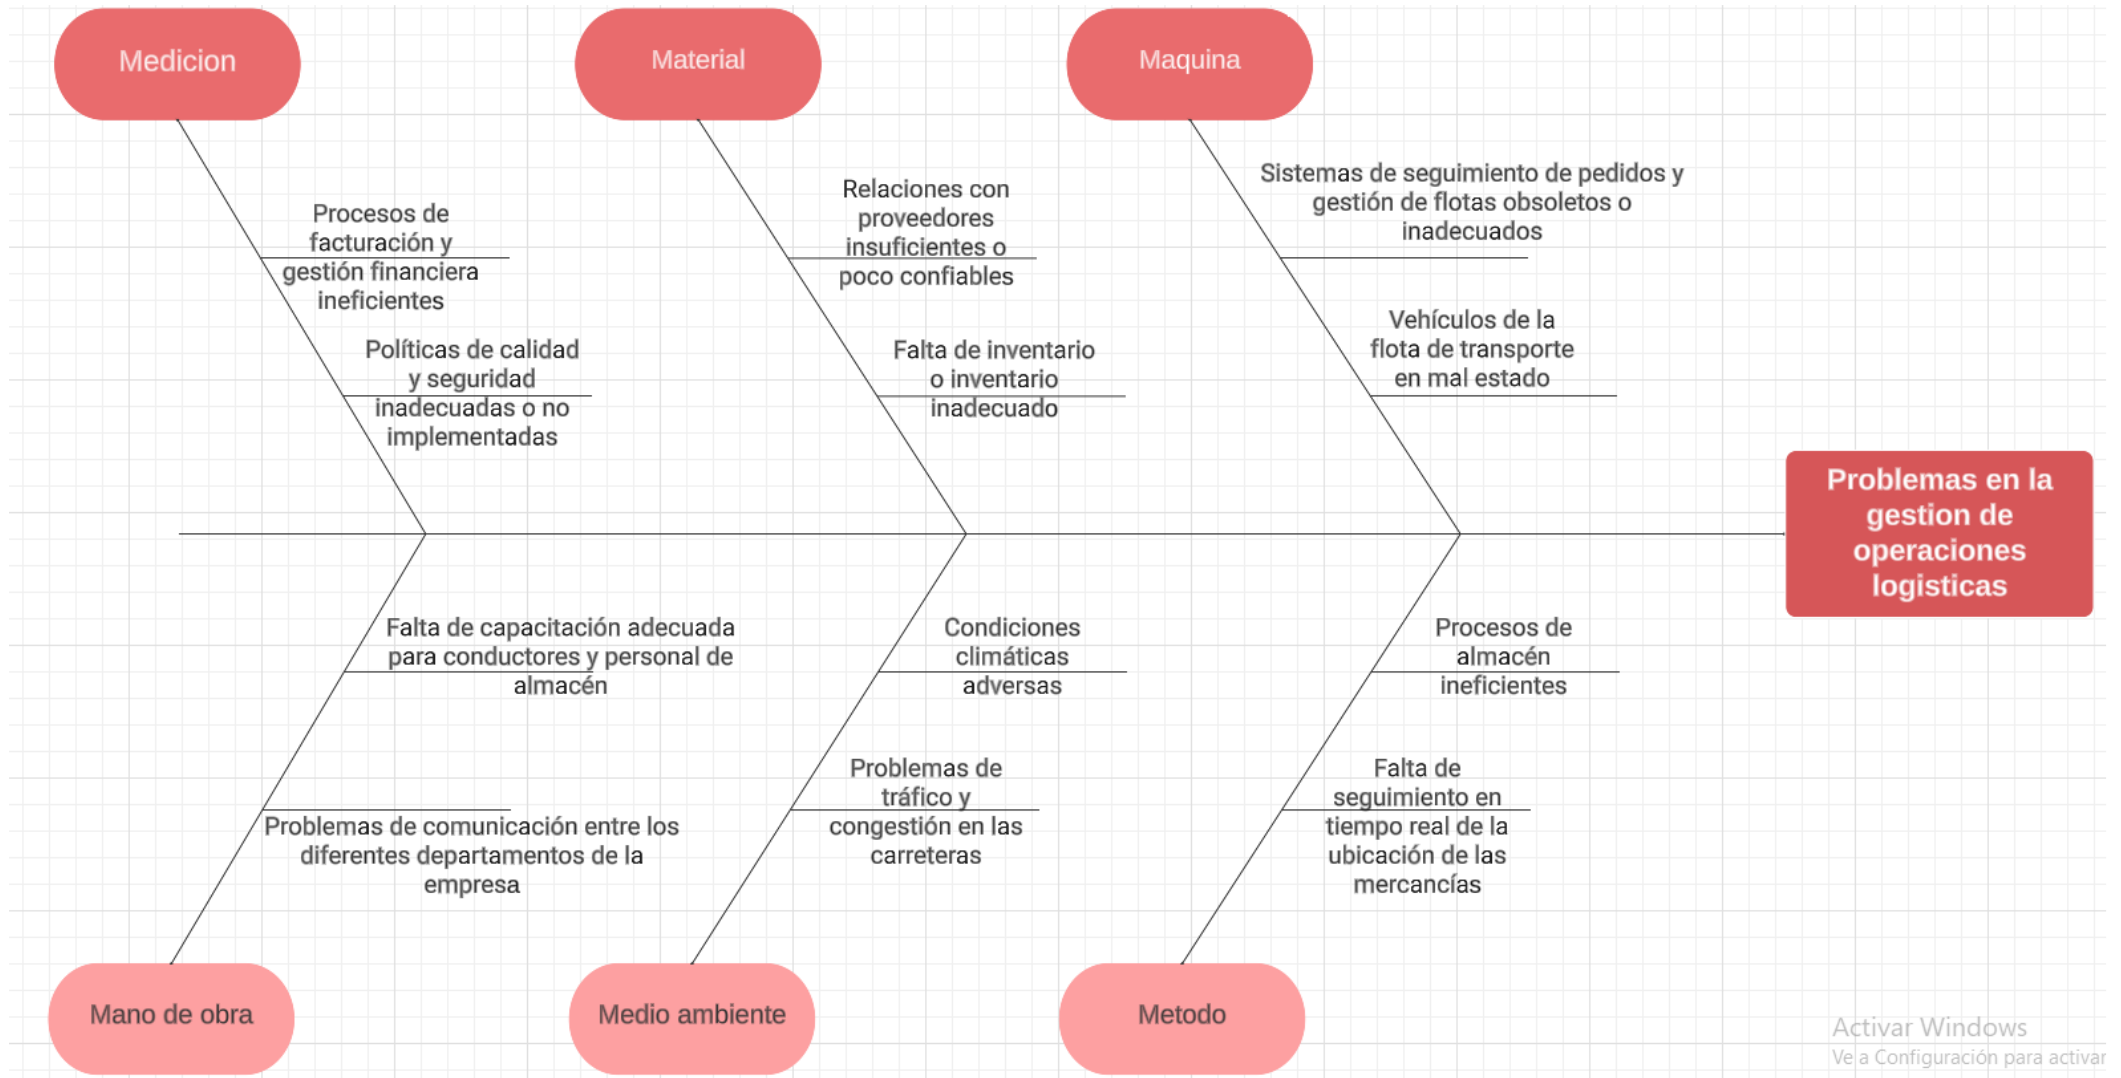 Medicion
Material
Maquina
Procesos de
facturación y
gestión financiera
ineficientes
Políticas de calidad
y seguridad
inadecuadas o no
implementadas
Relaciones con
proveedores
insuficientes o
poco confiables
Falta de inventario
o inventario
inadecuado
Sistemas de seguimiento de pedidos y
gestión de flotas obsoletos o
inadecuados
Vehículos de la
flota de transporte
en mal estado
Problemas en la
gestion de
operaciones
logisticas
Falta de capacitación adecuada
para conductores y personal de
almacén
Problemas de comunicación entre los
diferentes departamentos de la
empresa
Condiciones
climáticas
adversas
Problemas de
tráfico y
congestión en las
carreteras
Procesos de
almacén
ineficientes
Falta de
seguimiento en
tiempo real de la
ubicación de las
mercancías
Mano de obra
Medio ambiente
Metodo
Activar Windows
Ve a Configuración para activar